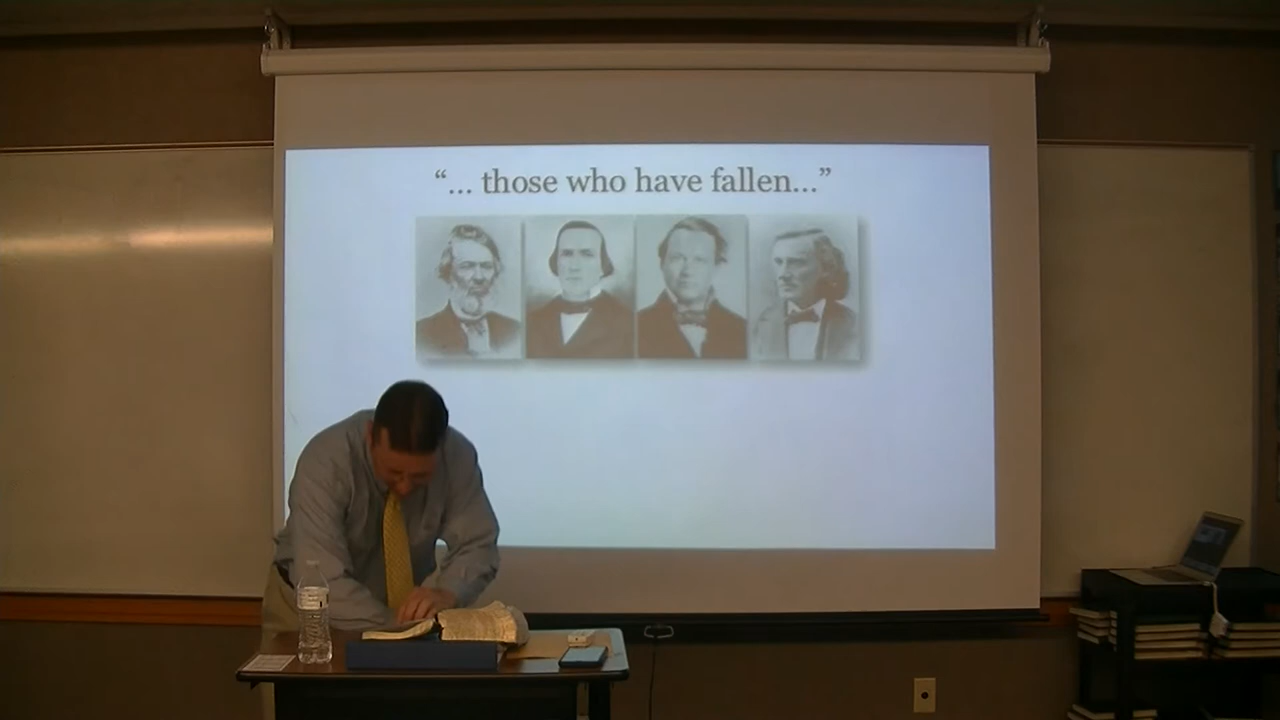 “... those who have fallen...”